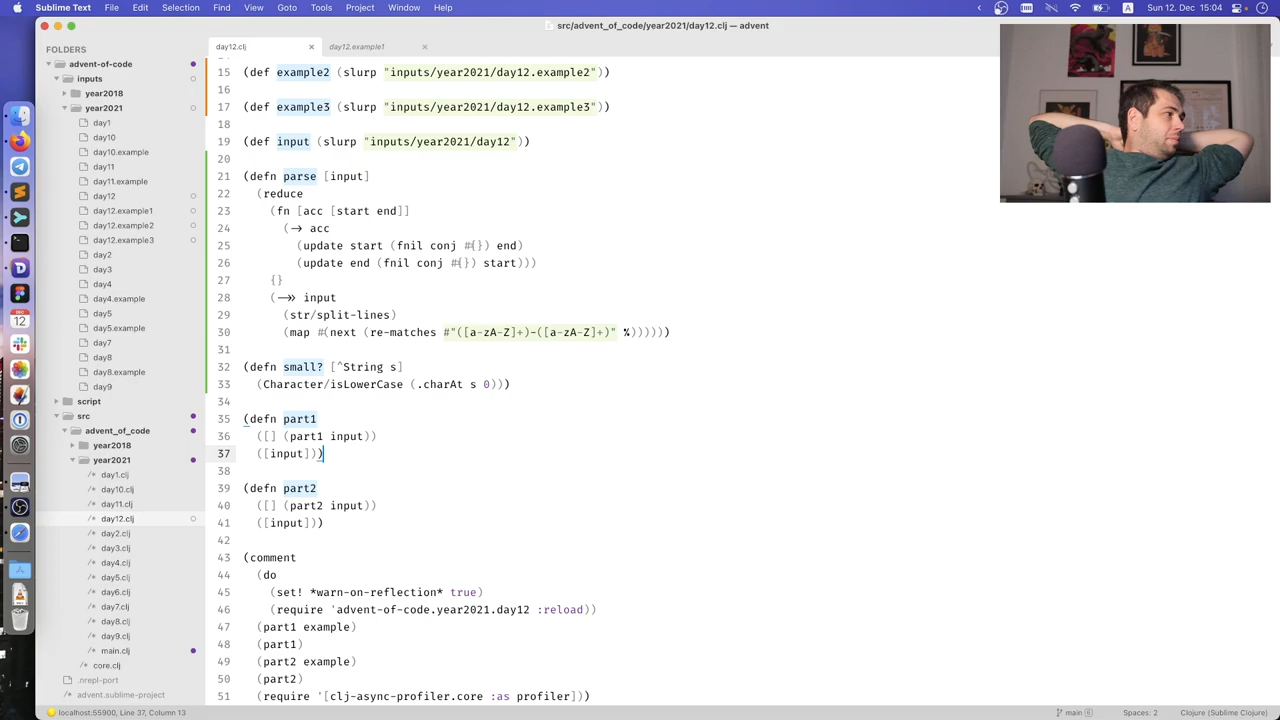 Sublime Text File Edit Selection Find View Goto Tools Project Window Help
src/advent_of_code/year2021/day12.clj — advent
FOLDERS
advent-of-code
inputs
year2018
year2021
day1
day10
day10.example
day11
day11.example
day12
day12.example1
day12.example2
day12.example3
day2
day3
day4
day4.example
day5
day5.example
day7
day8
day8.example
day9
script
src
advent_of_code
year2018
year2021
/* day1.clj
/* day10.clj
/* day11.clj
/* day12.clj
/* day2.clj
/* day3.clj
/* day4.clj
/* day5.clj
/* day6.clj
/* day7.clj
/* day8.clj
/* day9.clj
/* main.clj
/* core.clj
.nrepl-port
advent.sublime-project
DEC
12
day12.clj
day12.example1
15 (def example2 (slurp "inputs/year2021/day12.example2"))
16
17 (def example3 (slurp "inputs/year2021/day12.example3"))
18
19 (def input (slurp "inputs/year2021/day12"))
20
21 (defn parse [input]
22 (reduce
23 (fn [acc [start end]]
24 (-> acc
25 (update start (fnil conj #{}) end)
26 (update end (fnil conj #{}) start)))
27 {}
28 (->> input
29 (str/split-lines)
30 (map #(next (re-matches #"([a-zA-Z]+)-([a-zA-Z]+)" %)))))
31
32 (defn small? [^String s]
33 (Character/isLowerCase (.charAt s 0)))
34
35 (defn part1
36 ([] (part1 input))
37 ([input]))
38
39 (defn part2
40 ([] (part2 input))
41 ([input]))
42
43 (comment
44 (do
45 (set! *warn-on-reflection* true)
46 (require 'advent-of-code.year2021.day12 :reload))
47 (part1 example)
48 (part1)
49 (part2 example)
50 (part2)
51 (require '[clj-async-profiler.core :as profiler]))
localhost:55900, Line 37, Column 13
main 6
Spaces: 2
Clojure (Sublime Clojure)